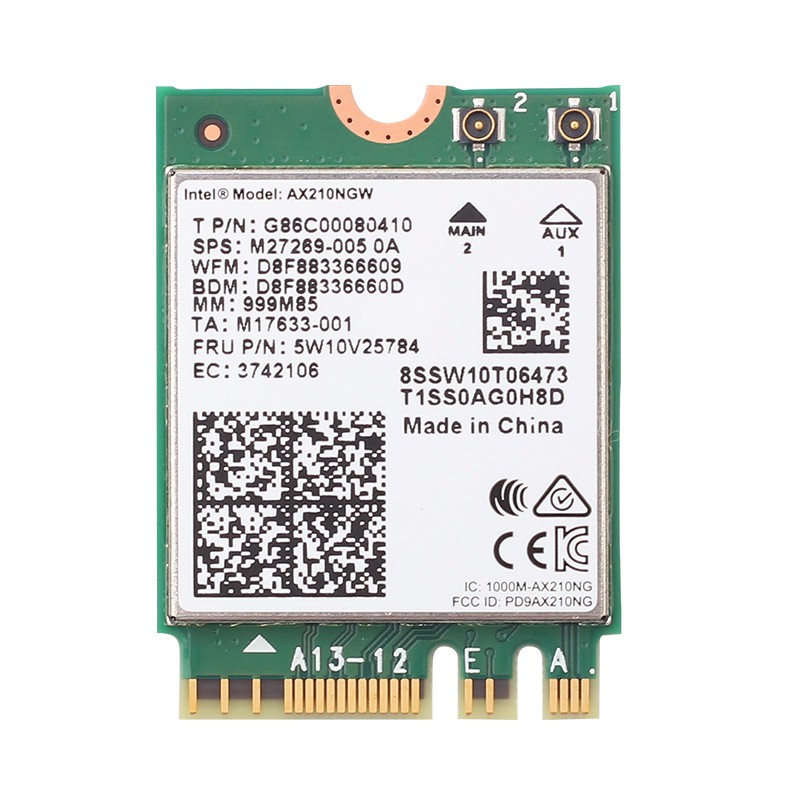 2
1
Intel® Model: AX210NGW
T P/N: G86C00080410
SPS: M27269-005 0A
WFM: D8F883366609
BDM: D8F88336660D
MM: 999M85
TA: M17633-001
FRU P/N: 5W10V25784
EC: 3742106
MAIN
2
AUX
1
8SSW10T06473
T1SS0AG0H8D
Made in China
CE
IC: 1000M-AX210NG
FCC ID: PD9AX210NG
A13-12 E A.